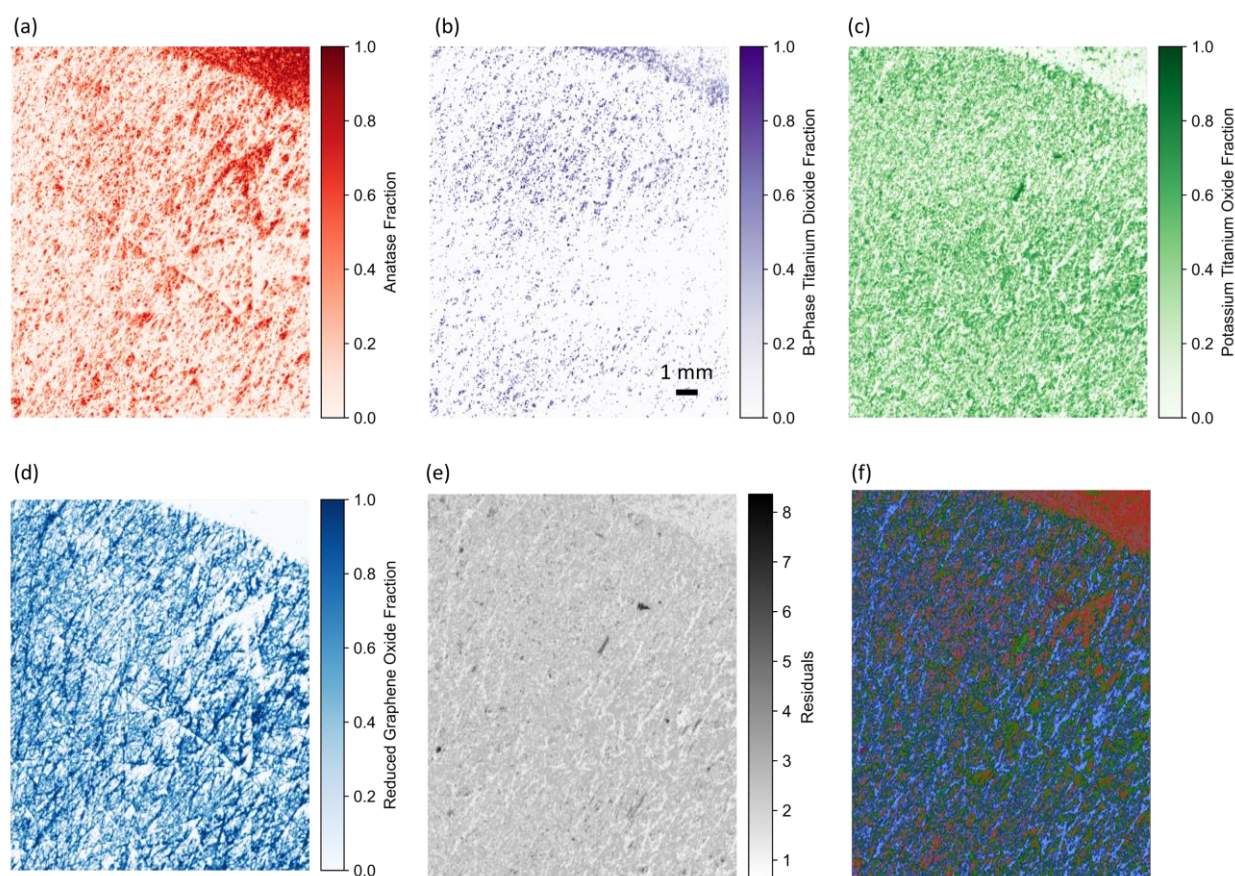 (a)
1.0
0.8
0.6
0.4
0.2
0.0
Anatase Fraction
(b)
1 mm
1.0
0.8
0.6
0.4
0.2
0.0
B-Phase Titanium Dioxide Fraction
(c)
1.0
0.8
0.6
0.4
0.2
0.0
Potassium Titanium Oxide Fraction
(d)
1.0
0.8
0.6
0.4
0.2
0.0
Reduced Graphene Oxide Fraction
(e)
8
7
6
5
4
3
2
1
Residuals
(f)